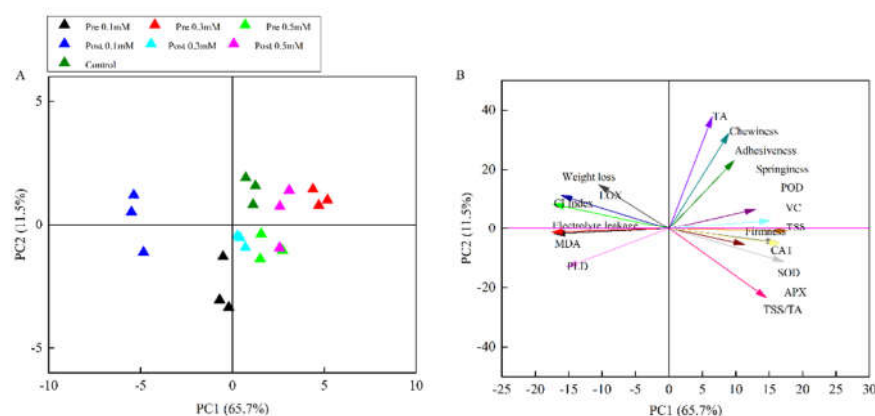 Pre 0.1mM Pre 0.3mM Pre 0.5mM
Post 0.1mM Post 0.3mM Post 0.5mM
Control
A
5
0
-5
PC2 (11.5%)
-10 -5 0 5 10
PC1 (65.7%)
B
40
20
0
-20
-40
PC2 (11.5%)
TA
Chewiness
Adhesiveness
Springiness
Weight loss
POD
LOX
CI index
VC
Electrolyte leakage
TSS
Firmness
MDA
CAT
PLD
SOD
APX
TSS/TA
-25 -20 -15 -10 -5 0 5 10 15 20 25 30
PC1 (65.7%)